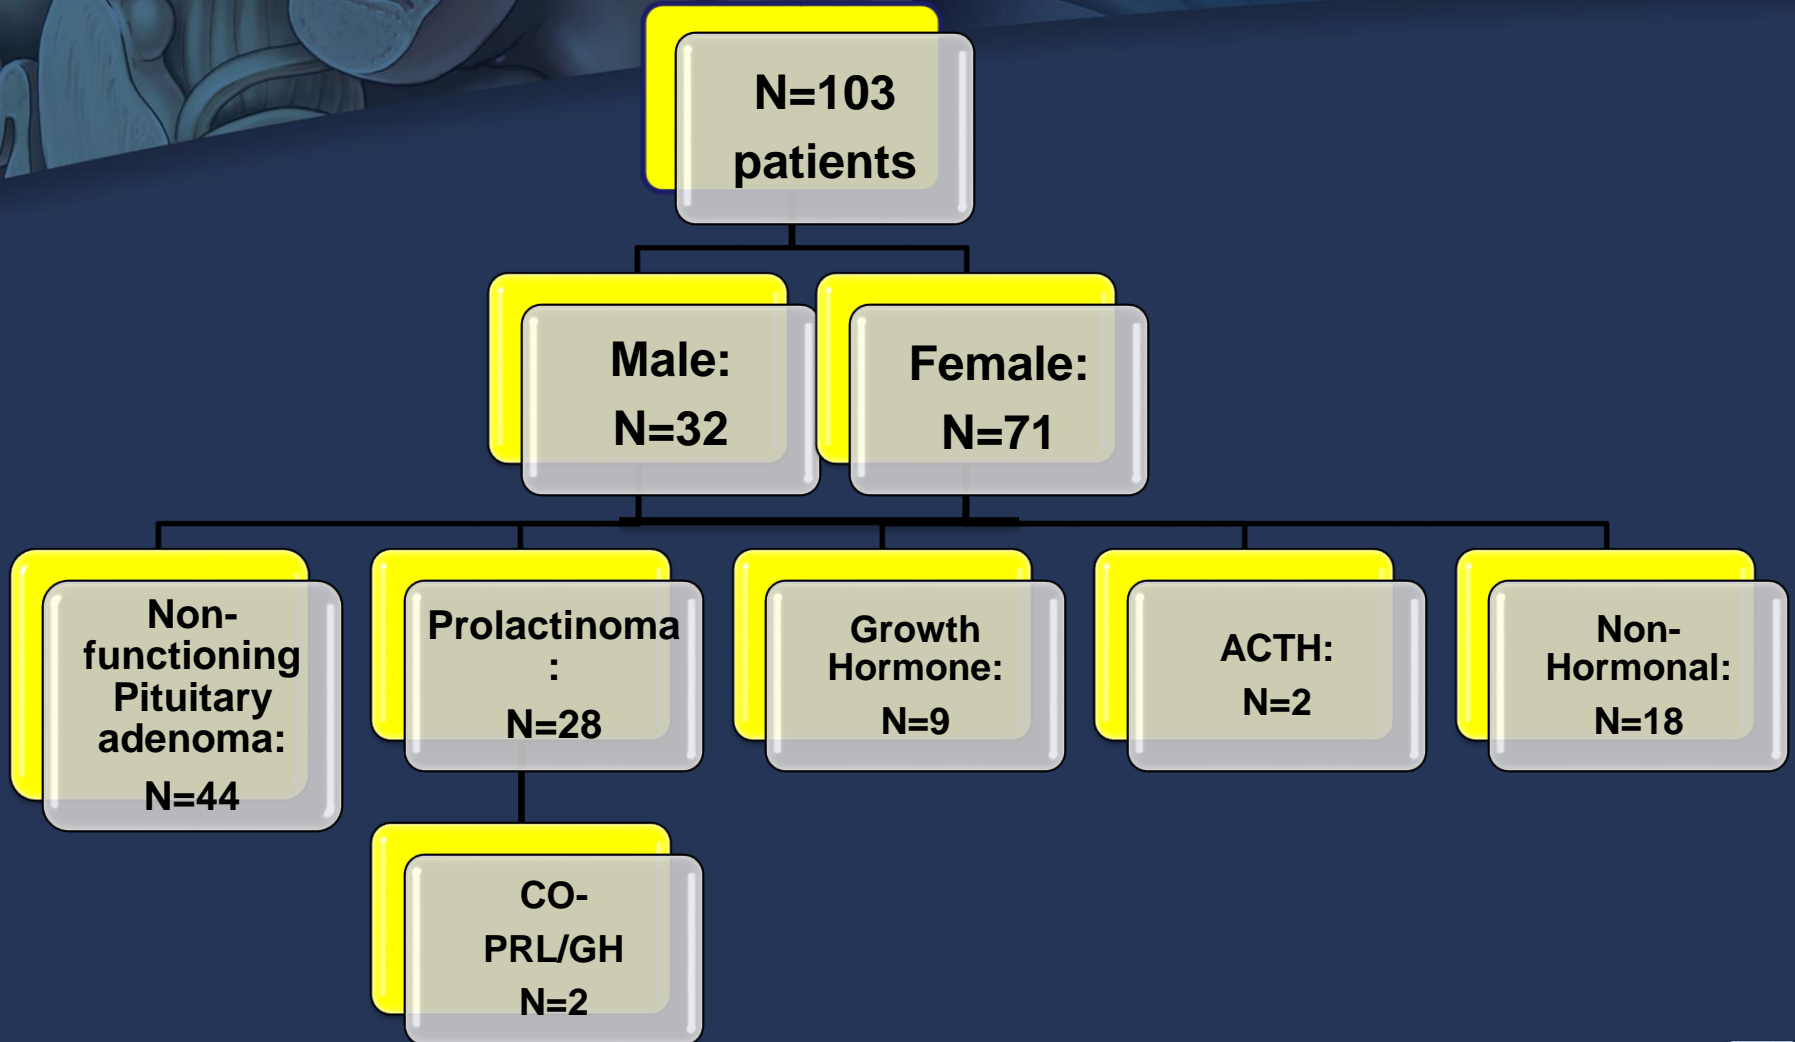 N=103
patients
Male:
N=32
Female:
N=71
Non-
functioning
Pituitary
adenoma:
N=44
Prolactinoma
:
N=28
Growth
Hormone:
N=9
ACTH:
N=2
Non-
Hormonal:
N=18
CO-
PRL/GH
N=2